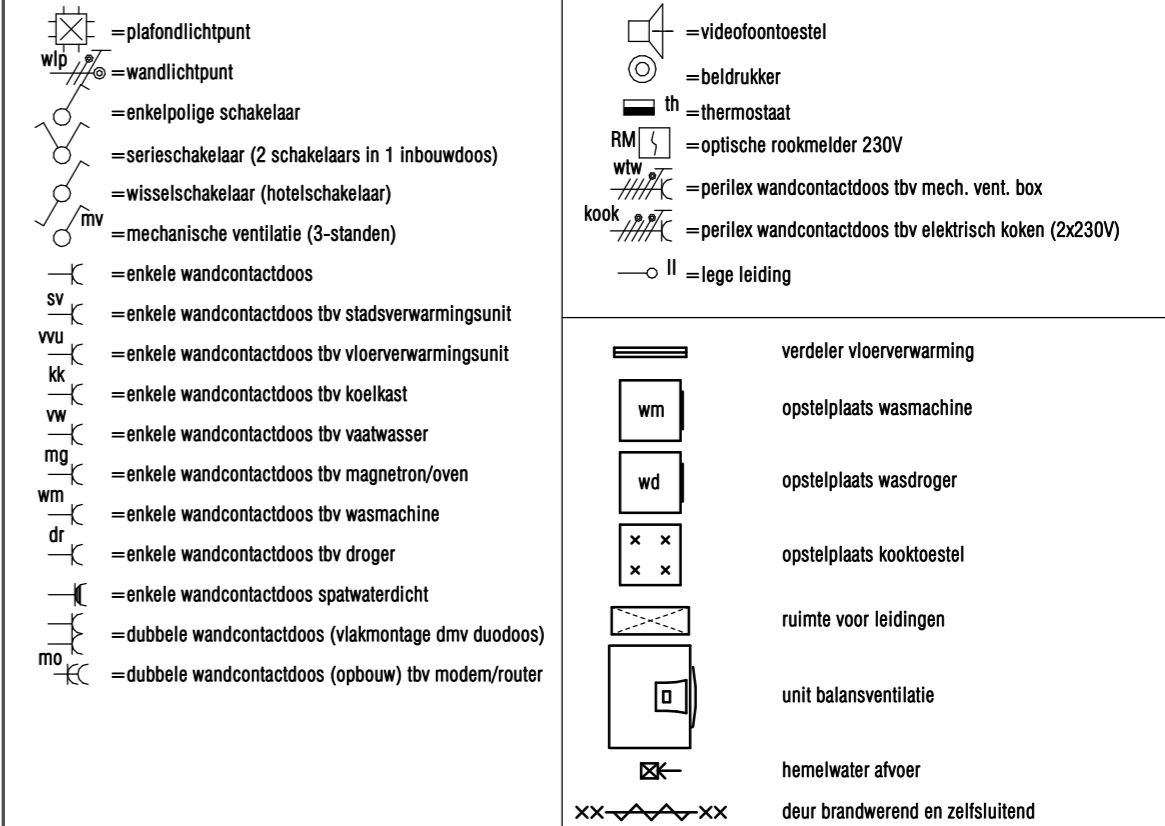 =plafondlichtpunt
wlp =wandlichtpunt
=enkelpolige schakelaar
=serieschakelaar (2 schakelaars in 1 inbouwdoos)
=wisselschakelaar (hotelschakelaar)
mv =mechanische ventilatie (3-standen)
=enkele wandcontactdoos
sv =enkele wandcontactdoos tbv stadsverwarmingsunit
vvu =enkele wandcontactdoos tbv vloerverwarmingsunit
kk =enkele wandcontactdoos tbv koelkast
vw =enkele wandcontactdoos tbv vaatwasser
mg =enkele wandcontactdoos tbv magnetron/oven
wm =enkele wandcontactdoos tbv wasmachine
dr =enkele wandcontactdoos tbv droger
=enkele wandcontactdoos spatwaterdicht
=dubbele wandcontactdoos (vlakmontage dmv duodoos)
mo =dubbele wandcontactdoos (opbouw) tbv modem/router
=videofoontoestel
=beldrukker
th =thermostaat
RM =optische rookmelder 230V
wtw =perilex wandcontactdoos tbv mech. vent. box
kook =perilex wandcontactdoos tbv elektrisch koken (2x230V)
ll =lege leiding
verdeler vloerverwarming
wm opstelplaats wasmachine
wd opstelplaats wasdroger
opstelplaats kooktoestel
ruimte voor leidingen
unit balansventilatie
hemelwater afvoer
deur brandwerend en zelfsluitend